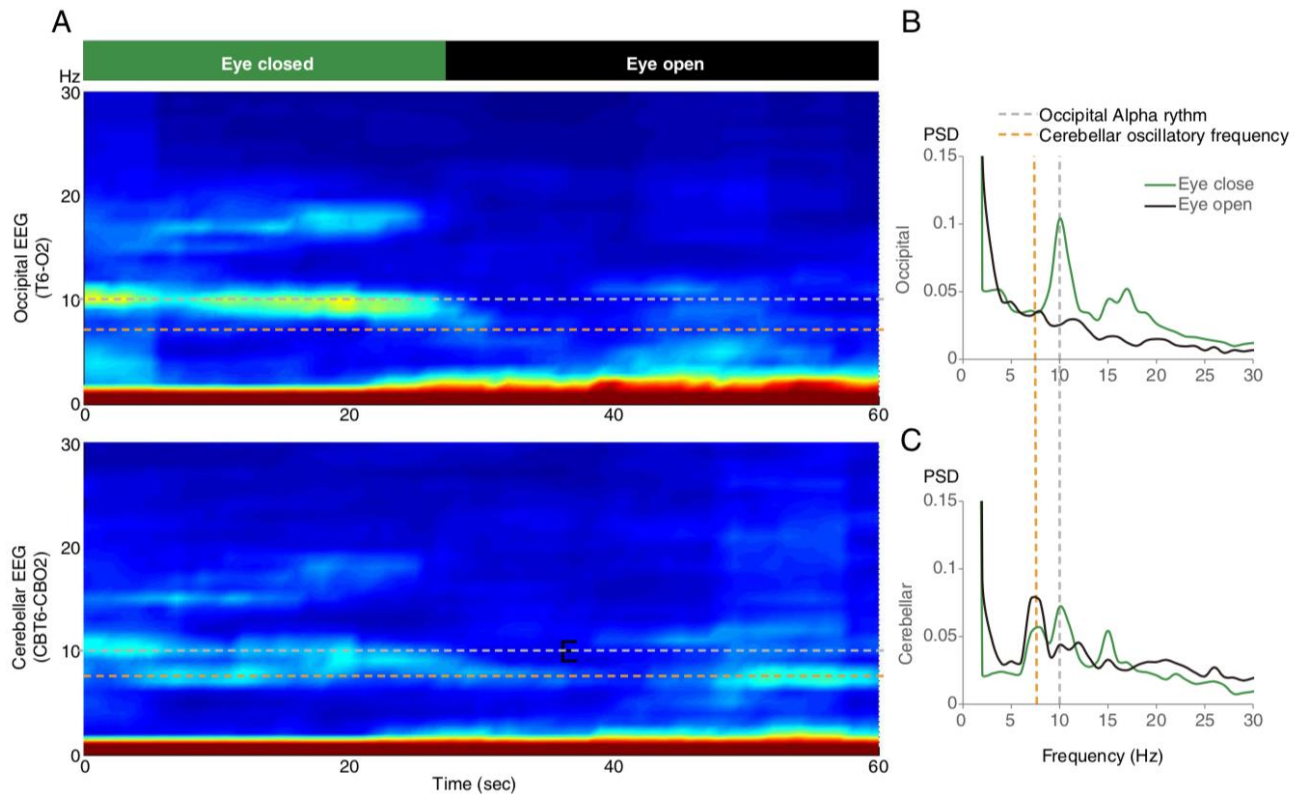 A
Eye closed
Eye open
Hz
30
20
10
0
Occipital EEG
(T6-O2)
0
20
40
60
30
20
10
0
Cerebellar EEG
(CBT6-CBO2)
E
0
20
40
60
Time (sec)
B
Occipital Alpha rythm
Cerebellar oscillatory frequency
PSD
0.15
0.1
0.05
0
Occipital
Eye close
Eye open
0
5
10
15
20
25
30
C
PSD
0.15
0.1
0.05
0
Cerebellar
0
5
10
15
20
25
30
Frequency (Hz)